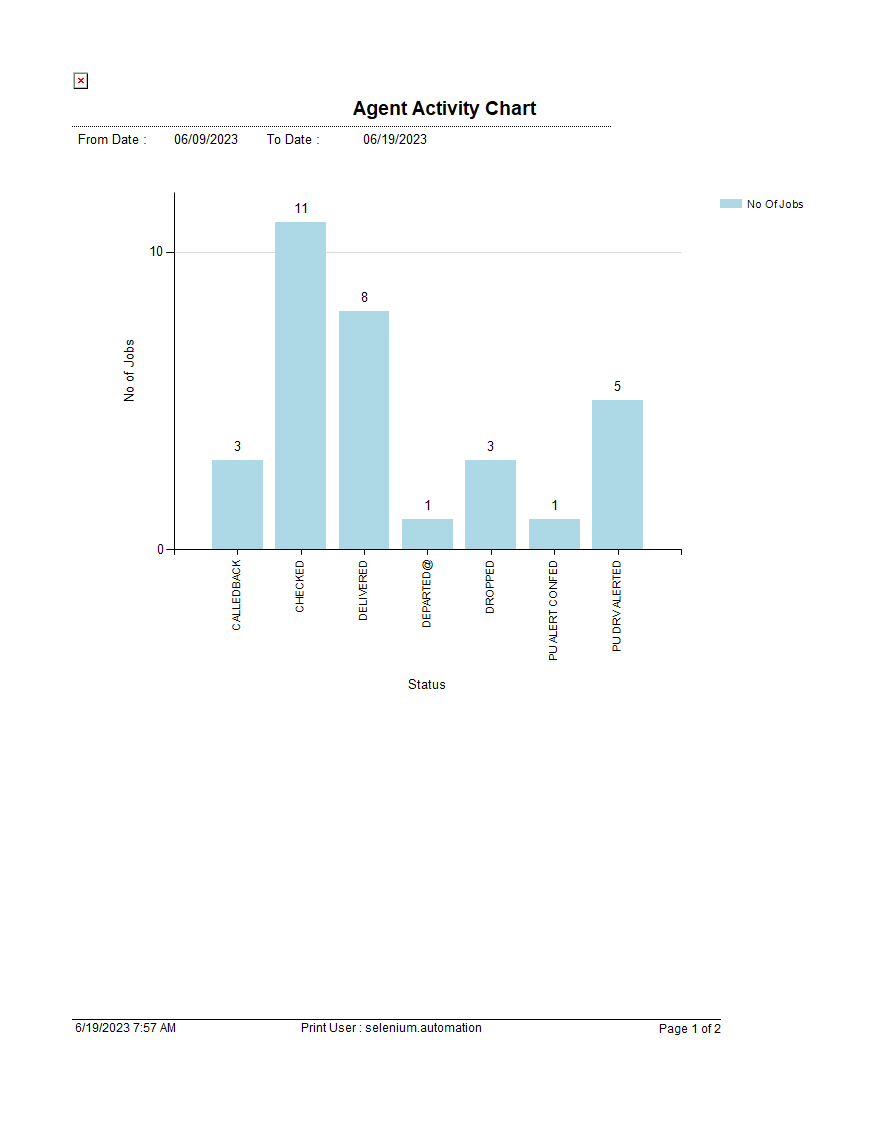 Agent Activity Chart
From Date : 06/09/2023 To Date : 06/19/2023
No Of Jobs
11
10
8
No of Jobs
5
3
3
1
1
0
CALLEDBACK
CHECKED
DELIVERED
DEPARTED@
DROPPED
PU ALERT CONFED
PU DRV ALERTED
Status
6/19/2023 7:57 AM Print User : selenium.automation Page 1 of 2